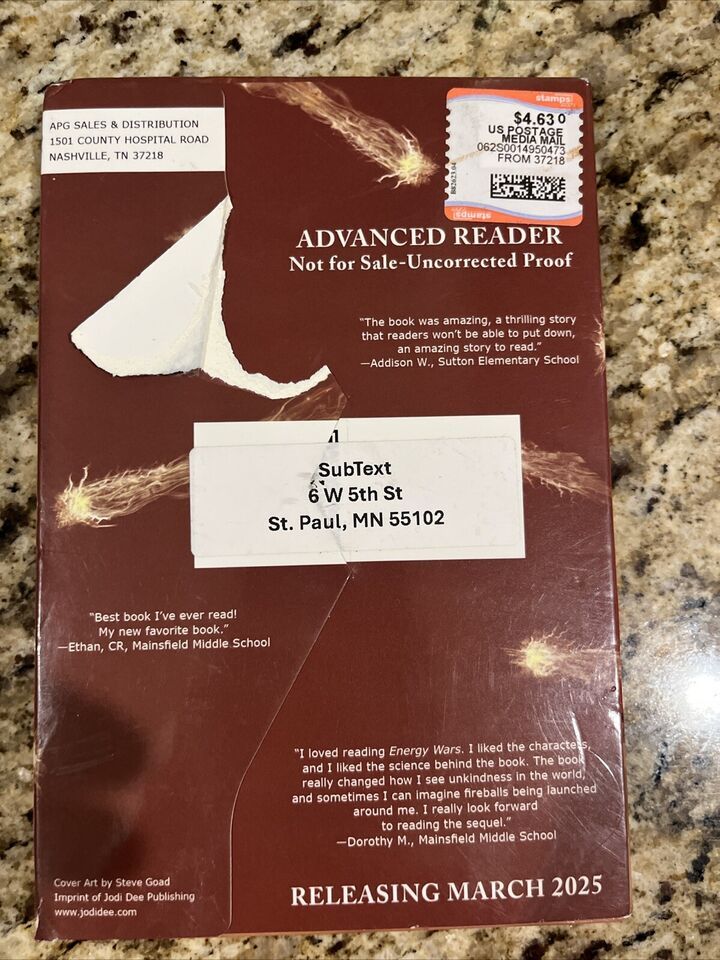 APG SALES & DISTRIBUTION
1501 COUNTY HOSPITAL ROAD
NASHVILLE, TN 37218
stamps!
$4.63 0
US POSTAGE
MEDIA MAIL
062S0014950473
FROM 37218
stamps!
ADVANCED READER
Not for Sale-Uncorrected Proof
“The book was amazing, a thrilling story
that readers won’t be able to put down,
an amazing story to read.”
—Addison W., Sutton Elementary School
SubText
6 W 5th St
St. Paul, MN 55102
“Best book I’ve ever read!
My new favorite book.”
—Ethan, CR, Mainsfield Middle School
“I loved reading Energy Wars. I liked the characters,
and I liked the science behind the book. The book
really changed how I see unkindness in the world,
and sometimes I can imagine fireballs being launched
around me. I really look forward
to reading the sequel.”
—Dorothy M., Mainsfield Middle School
Cover Art by Steve Goad
Imprint of Jodi Dee Publishing
www.jodidee.com
RELEASING MARCH 2025